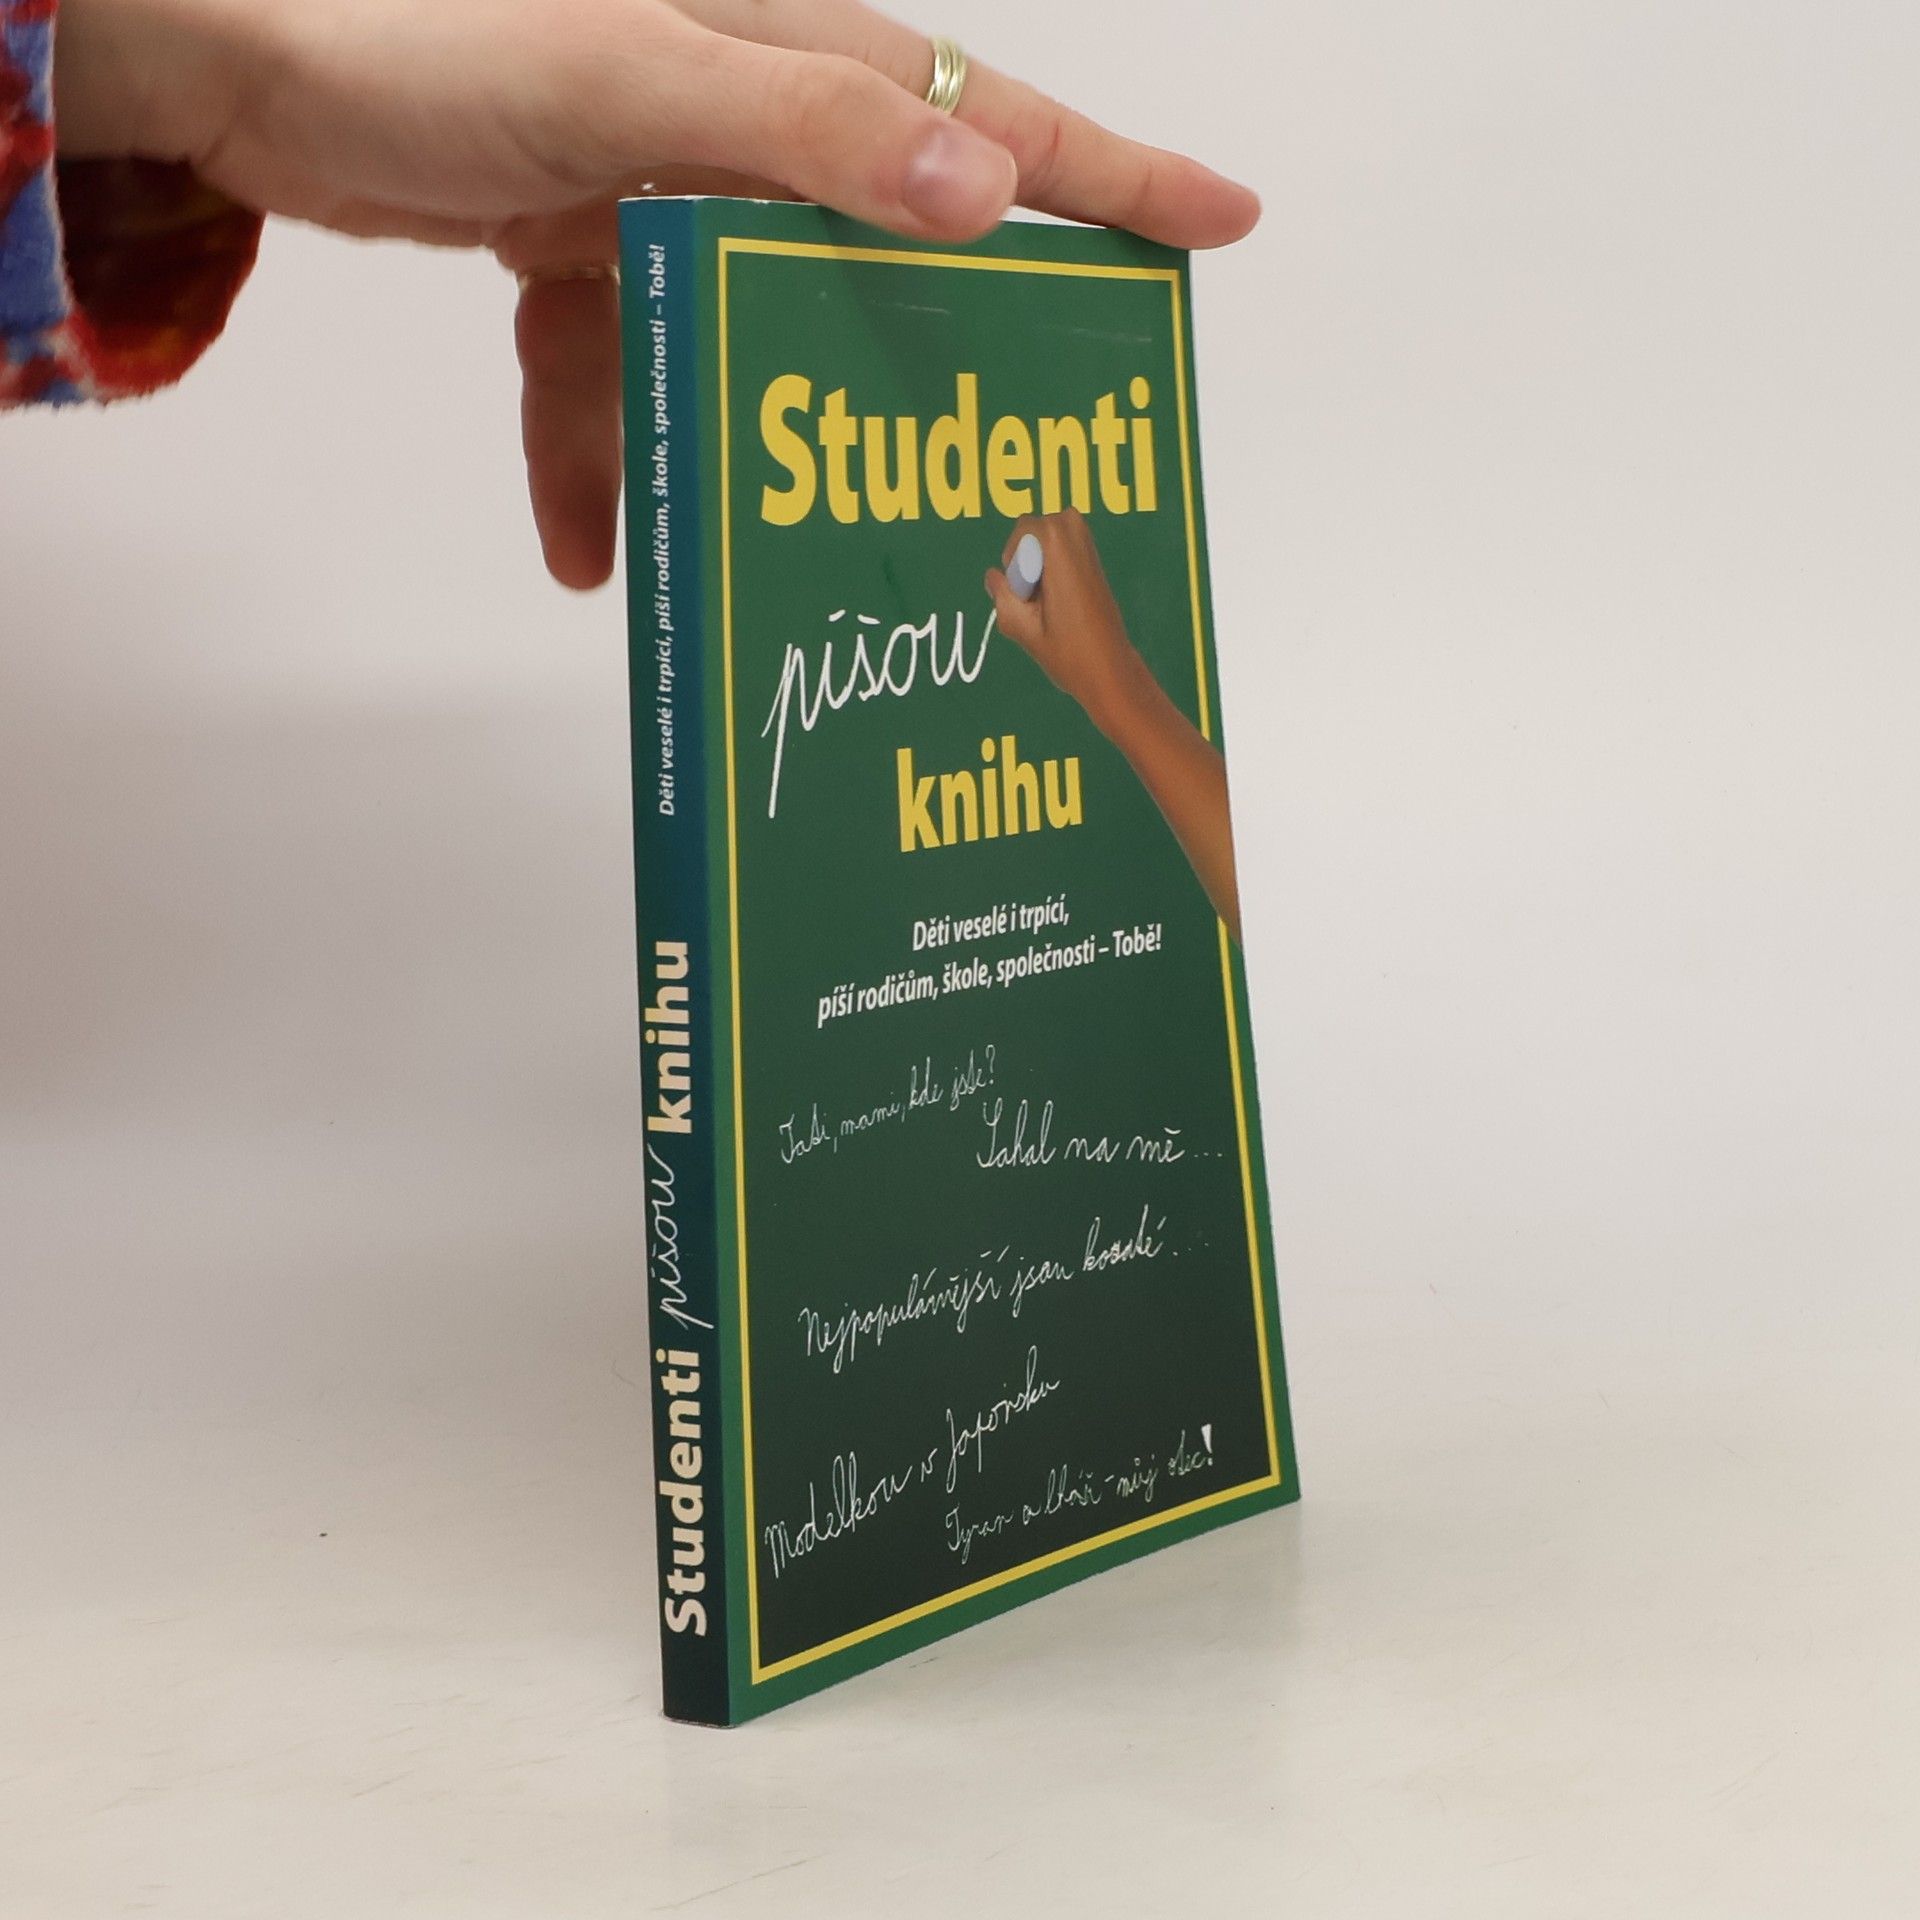 Studenti
píšou
knihu
Děti veselé i trpící,
píší rodičům, škole, společnosti – Tobě!
Tati, mami, kde jste?
Sahal na mě...
Nejpopulárnější jsou kozaté...
Modelkou v Japonsku
Tyran a lhář - můj otec!
Studenti píšou knihu
Děti veselé i trpící, píší rodičům, škole, společnosti – Tobě!